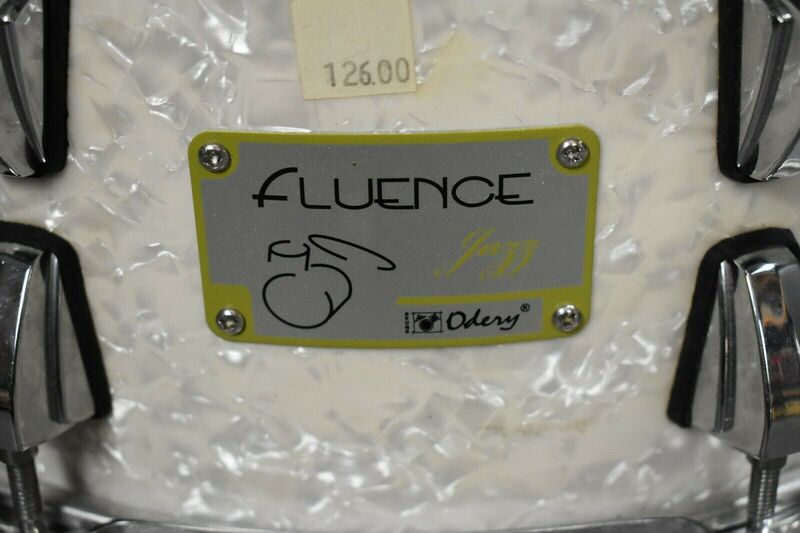 126.00
FLUENCE
Jazz
Odery®